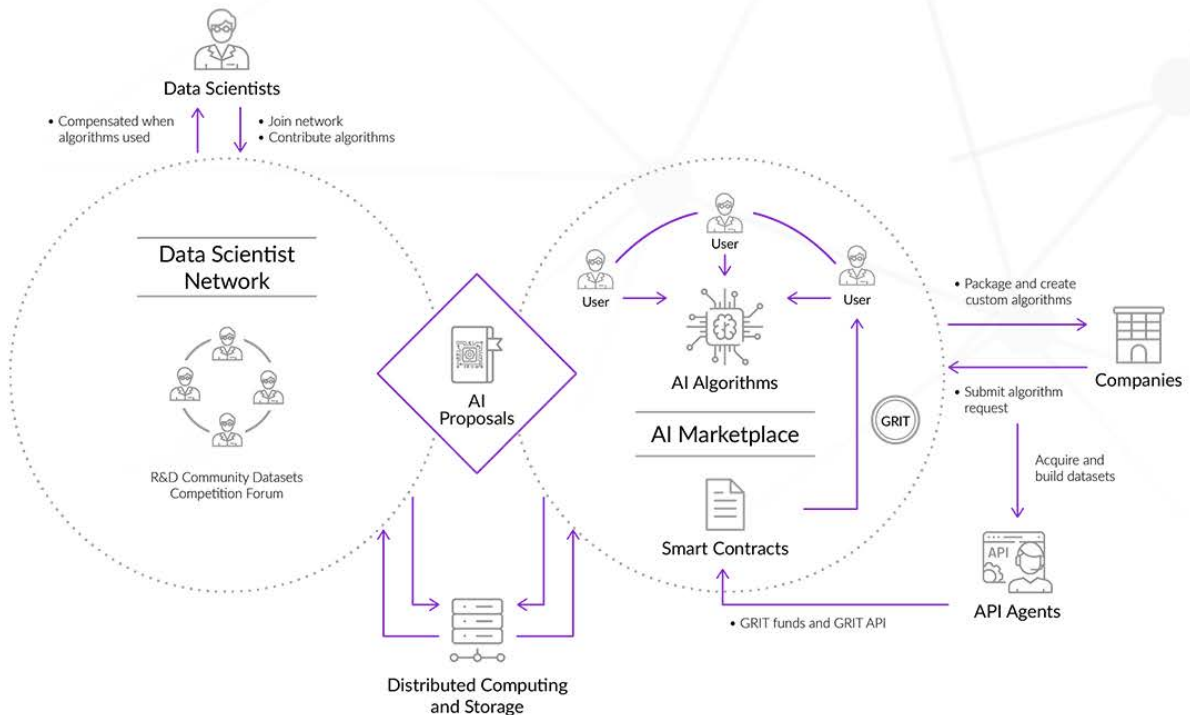 Data Scientists
• Compensated when
algorithms used
• Join network
• Contribute algorithms
Data Scientist
Network
R&D Community Datasets
Competition Forum
AI
Proposals
User
User
User
AI Algorithms
AI Marketplace
GRIT
Smart Contracts
• Package and create
custom algorithms
Companies
• Submit algorithm
request
Acquire and
build datasets
API
API Agents
• GRIT funds and GRIT API
Distributed Computing
and Storage